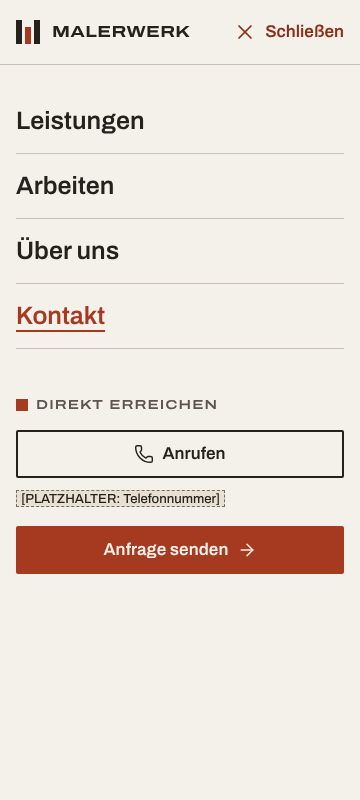 MALERWERK
Schließen
Leistungen
Arbeiten
Über uns
Kontakt
DIREKT ERREICHEN
Anrufen
[PLATZHALTER: Telefonnummer]
Anfrage senden